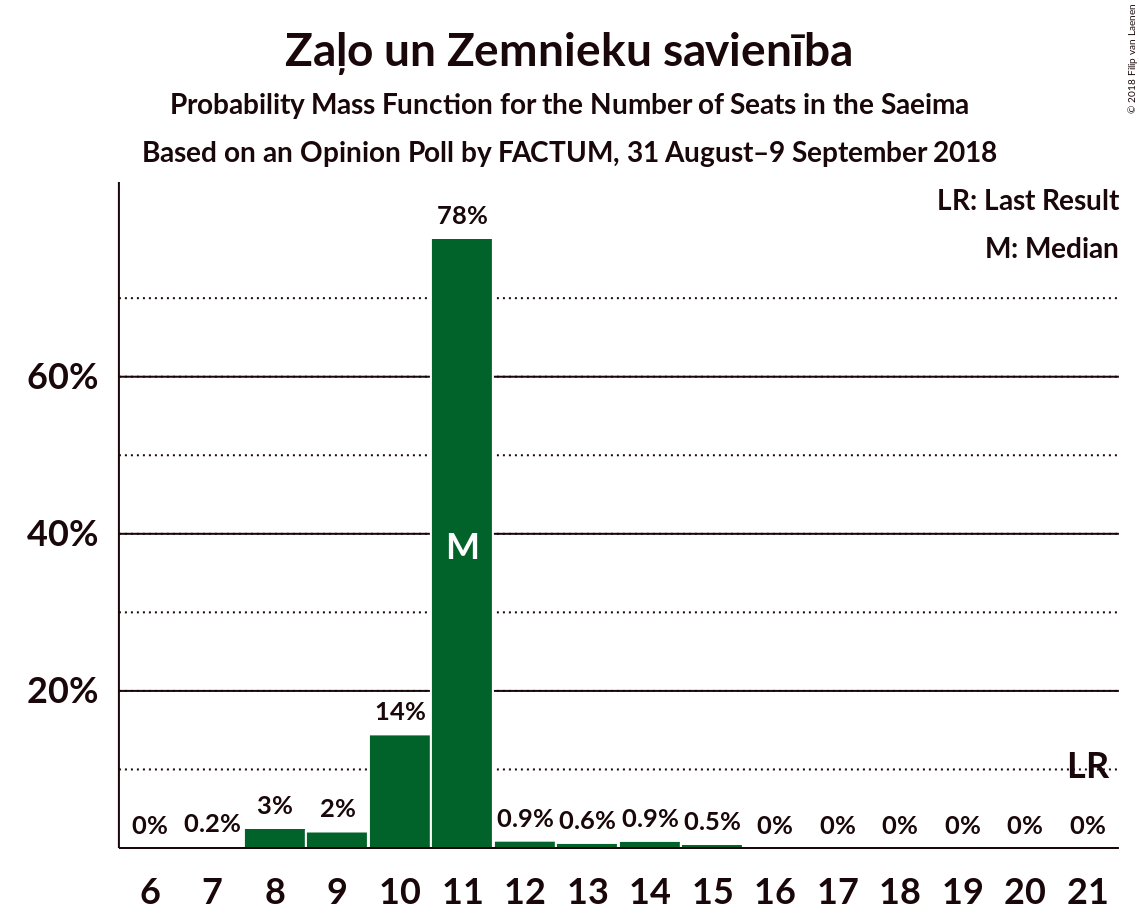 Zaļo un Zemnieku savienība
Probability Mass Function for the Number of Seats in the Saeima
Based on an Opinion Poll by FACTUM, 31 August–9 September 2018
© 2018 Filip van Laenen
LR: Last Result
M: Median
78%
60%
40%
M
20%
14%
LR
0% 0.2% 3% 2% 0.9% 0.6% 0.9% 0.5% 0% 0% 0% 0% 0% 0%
6 7 8 9 10 11 12 13 14 15 16 17 18 19 20 21